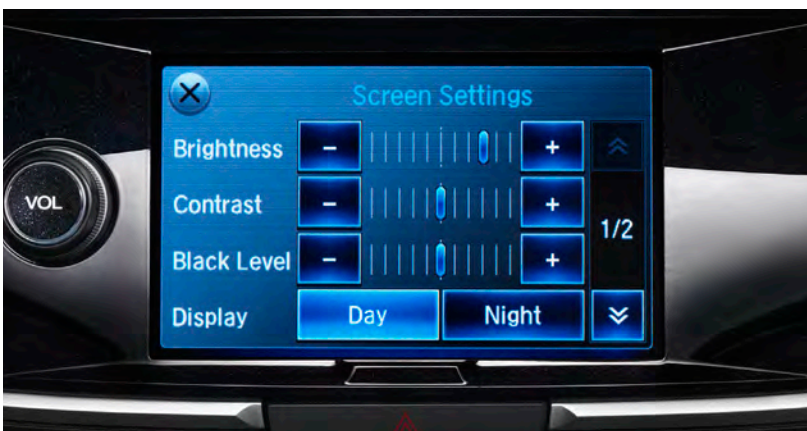 Screen Settings
Brightness - +
VOL
Contrast - +
1/2
Black Level - +
Display Day Night